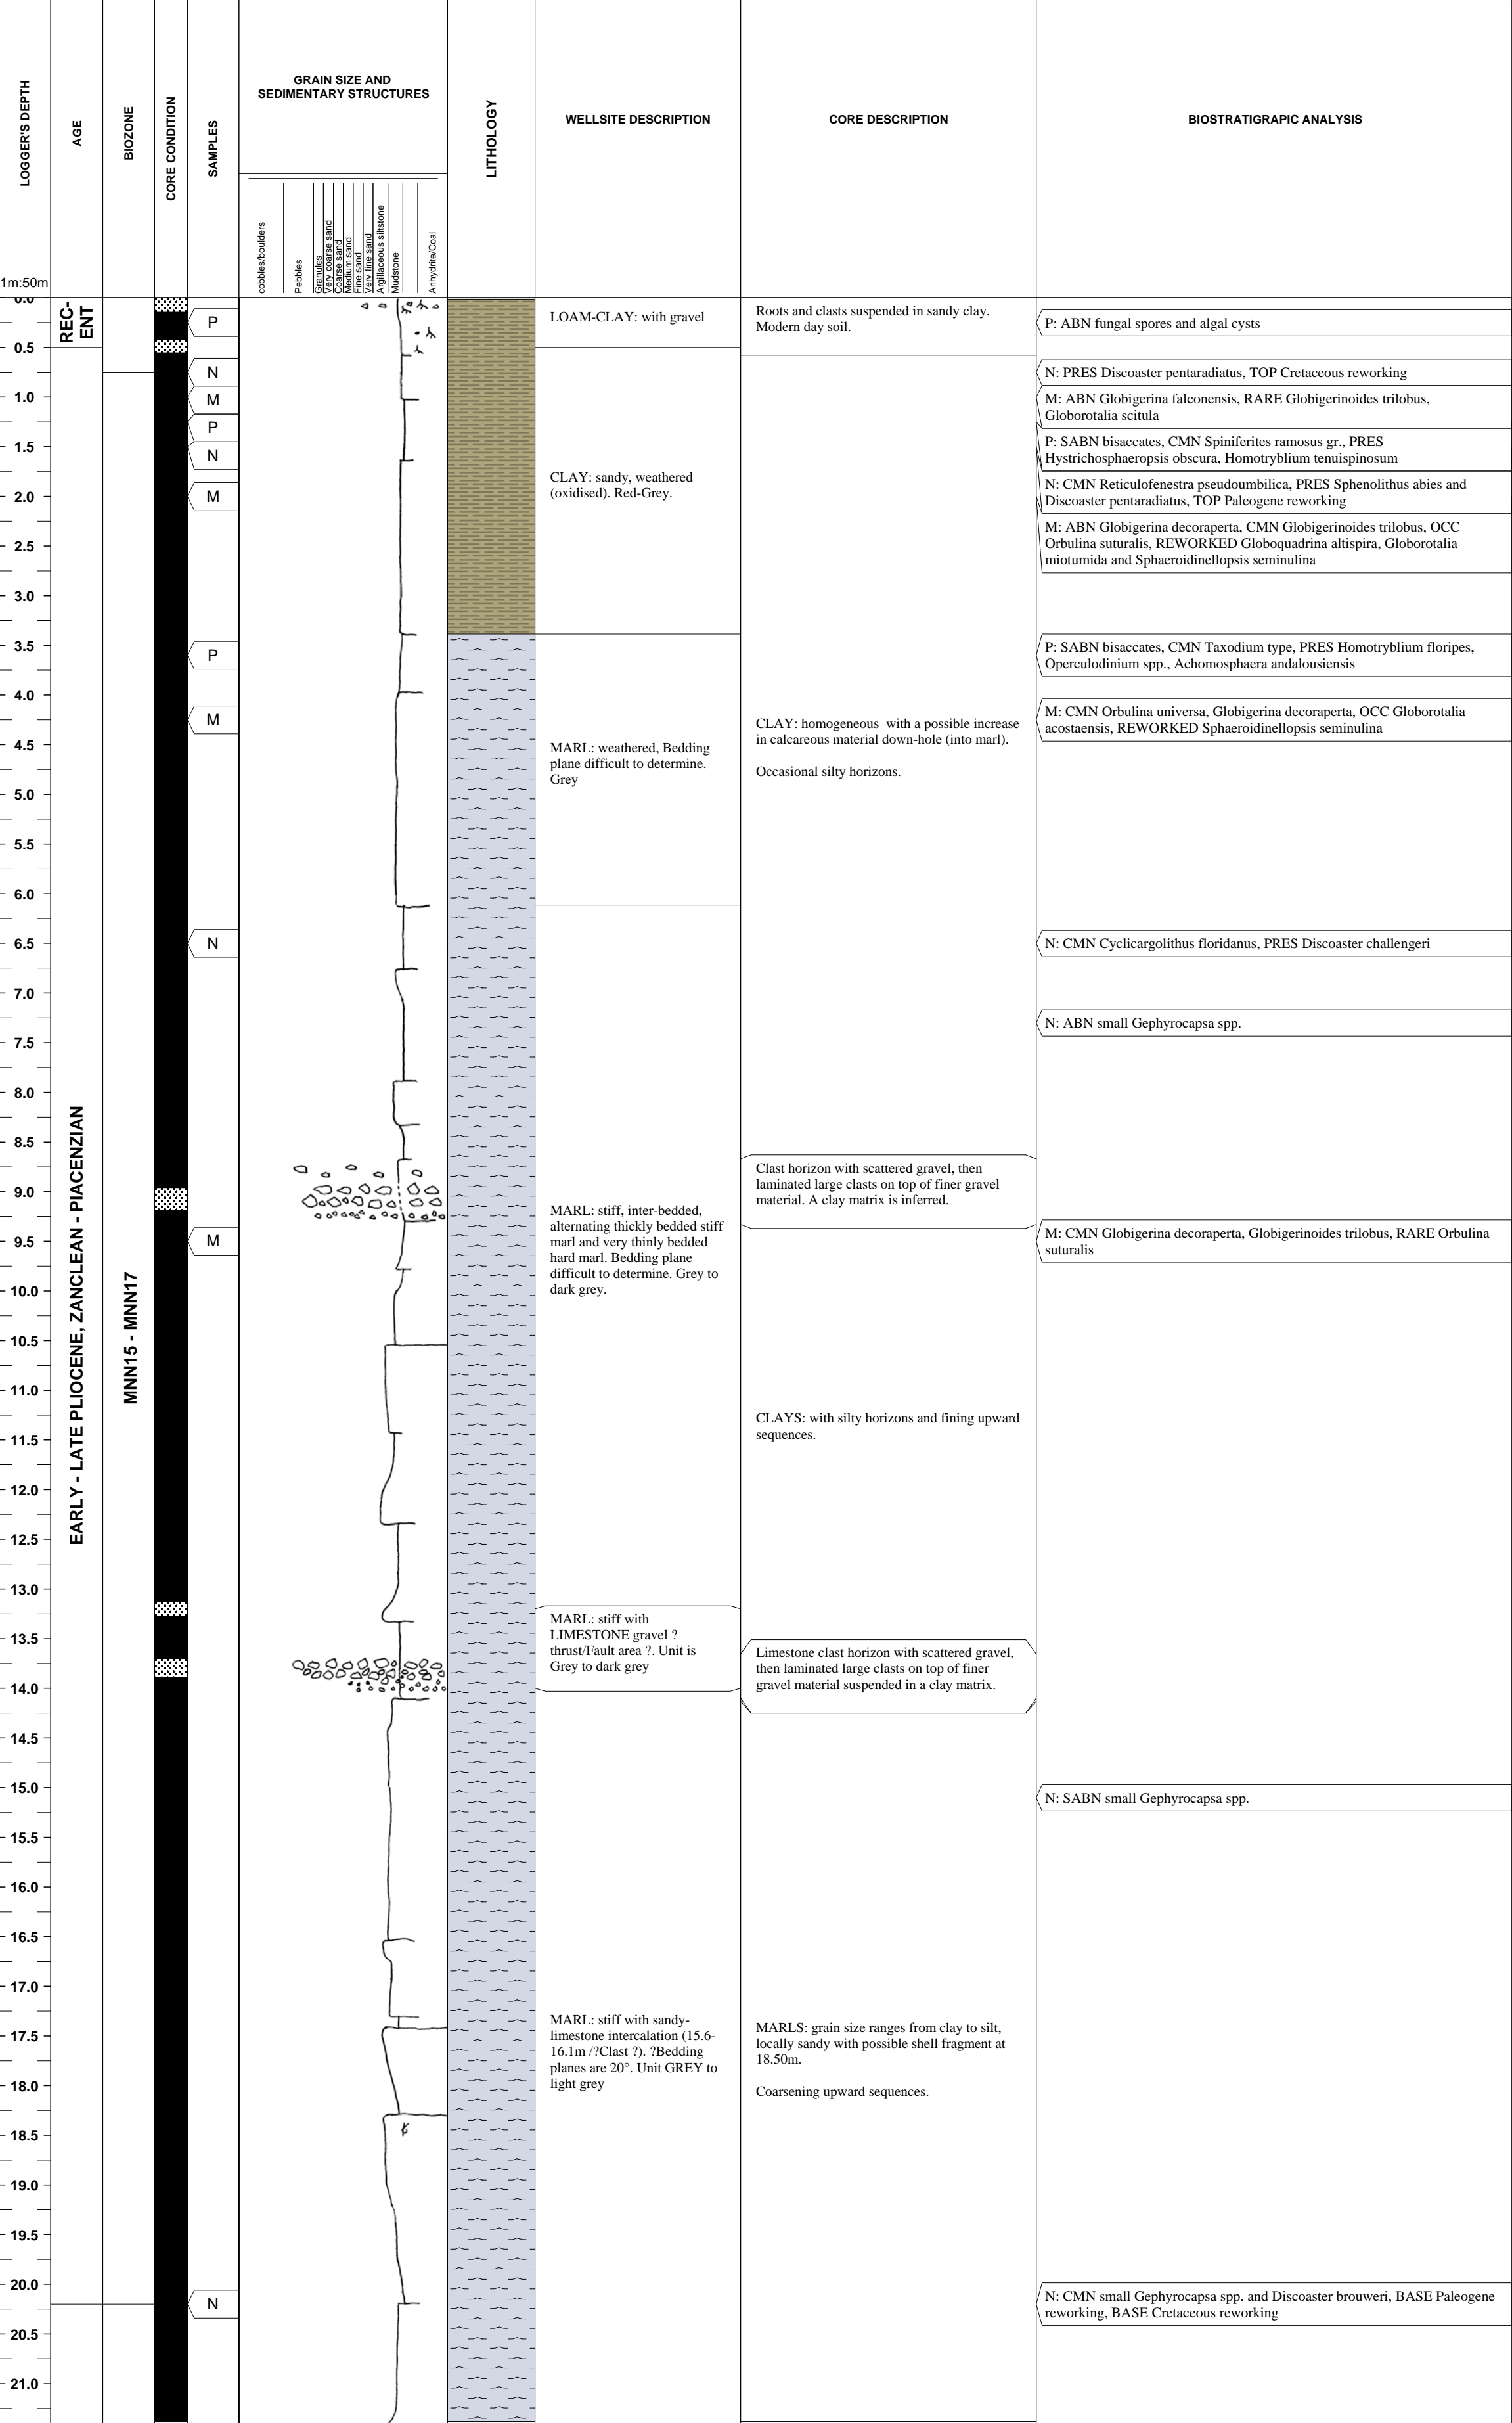 LOGGER'S DEPTH
AGE
BIOZONE
CORE CONDITION
SAMPLES
GRAIN SIZE AND
SEDIMENTARY STRUCTURES
LITHOLOGY
WELLSITE DESCRIPTION
CORE DESCRIPTION
BIOSTRATIGRAPIC ANALYSIS
1m:50m
cobbles/boulders
Pebbles
Granules
Very coarse sand
Coarse sand
Medium sand
Fine sand
Very fine sand
Argillaceous siltstone
Mudstone
Anhydrite/Coal
0.0
0.5
1.0
1.5
2.0
2.5
3.0
3.5
4.0
4.5
5.0
5.5
6.0
6.5
7.0
7.5
8.0
8.5
9.0
9.5
10.0
10.5
11.0
11.5
12.0
12.5
13.0
13.5
14.0
14.5
15.0
15.5
16.0
16.5
17.0
17.5
18.0
18.5
19.0
19.5
20.0
20.5
21.0
REC-
ENT
EARLY - LATE PLIOCENE, ZANCLEAN - PIACENZIAN
MNN15 - MNN17
P
N
M
P
N
M
P
M
N
M
N
LOAM-CLAY: with gravel
CLAY: sandy, weathered
(oxidised). Red-Grey.
MARL: weathered, Bedding
plane difficult to determine.
Grey
MARL: stiff, inter-bedded,
alternating thickly bedded stiff
marl and very thinly bedded
hard marl. Bedding plane
difficult to determine. Grey to
dark grey.
MARL: stiff with
LIMESTONE gravel ?
thrust/Fault area ?. Unit is
Grey to dark grey
MARL: stiff with sandy-
limestone intercalation (15.6-
16.1m /?Clast ?). ?Bedding
planes are 20°. Unit GREY to
light grey
Roots and clasts suspended in sandy clay.
Modern day soil.
CLAY: homogeneous  with a possible increase
in calcareous material down-hole (into marl).
Occasional silty horizons.
Clast horizon with scattered gravel, then
laminated large clasts on top of finer gravel
material. A clay matrix is inferred.
CLAYS: with silty horizons and fining upward
sequences.
Limestone clast horizon with scattered gravel,
then laminated large clasts on top of finer
gravel material suspended in a clay matrix.
MARLS: grain size ranges from clay to silt,
locally sandy with possible shell fragment at
18.50m.
Coarsening upward sequences.
P: ABN fungal spores and algal cysts
N: PRES Discoaster pentaradiatus, TOP Cretaceous reworking
M: ABN Globigerina falconensis, RARE Globigerinoides trilobus,
Globorotalia scitula
P: SABN bisaccates, CMN Spiniferites ramosus gr., PRES
Hystrichosphaeropsis obscura, Homotryblium tenuispinosum
N: CMN Reticulofenestra pseudoumbilica, PRES Sphenolithus abies and
Discoaster pentaradiatus, TOP Paleogene reworking
M: ABN Globigerina decoraperta, CMN Globigerinoides trilobus, OCC
Orbulina suturalis, REWORKED Globoquadrina altispira, Globorotalia
miotumida and Sphaeroidinellopsis seminulina
P: SABN bisaccates, CMN Taxodium type, PRES Homotryblium floripes,
Operculodinium spp., Achomosphaera andalousiensis
M: CMN Orbulina universa, Globigerina decoraperta, OCC Globorotalia
acostaensis, REWORKED Sphaeroidinellopsis seminulina
N: CMN Cyclicargolithus floridanus, PRES Discoaster challengeri
N: ABN small Gephyrocapsa spp.
M: CMN Globigerina decoraperta, Globigerinoides trilobus, RARE Orbulina
suturalis
N: SABN small Gephyrocapsa spp.
N: CMN small Gephyrocapsa spp. and Discoaster brouweri, BASE Paleogene
reworking, BASE Cretaceous reworking